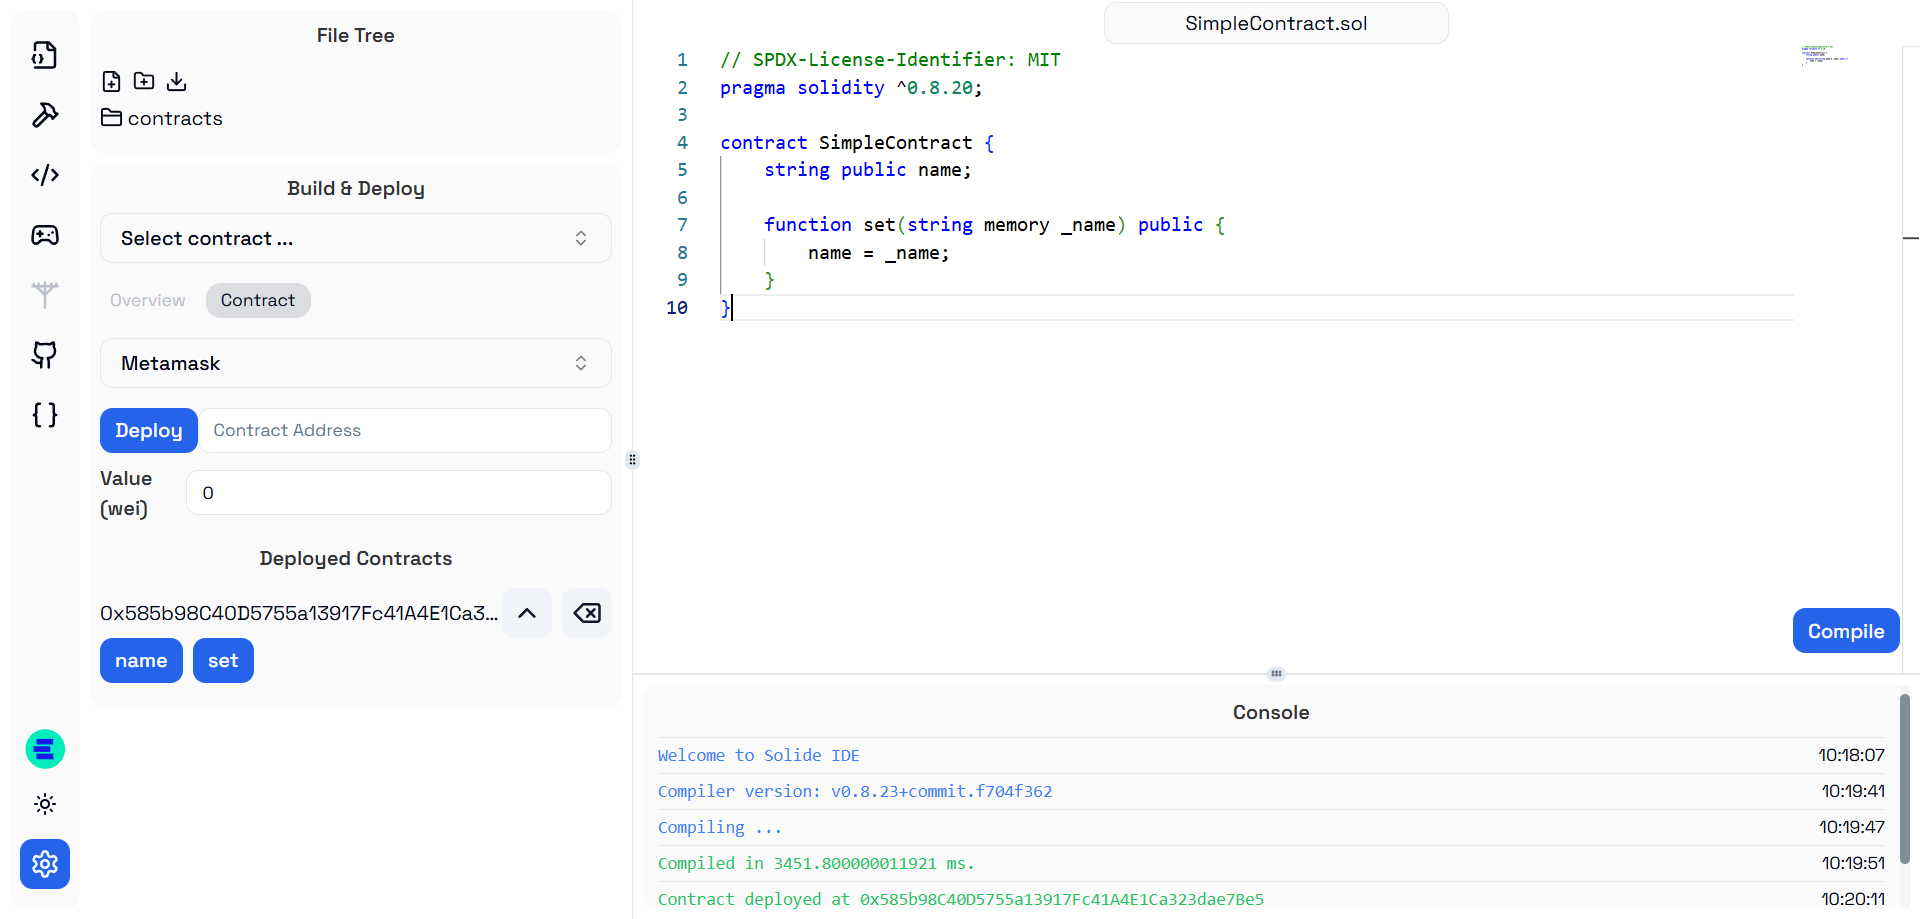 File Tree
contracts
Build & Deploy
Select contract ...
Overview
Contract
Metamask
Deploy
Contract Address
Value
(wei)
0
Deployed Contracts
0x585b98C40D5755a13917Fc41A4E1Ca3...
name
set
SimpleContract.sol
1 // SPDX-License-Identifier: MIT
2 pragma solidity ^0.8.20;
3
4 contract SimpleContract {
5     string public name;
6
7     function set(string memory _name) public {
8         name = _name;
9     }
10 }
Compile
Console
Welcome to Solide IDE 10:18:07
Compiler version: v0.8.23+commit.f704f362 10:19:41
Compiling ... 10:19:47
Compiled in 3451.800000011921 ms. 10:19:51
Contract deployed at 0x585b98C40D5755a13917Fc41A4E1Ca323dae7Be5 10:20:11